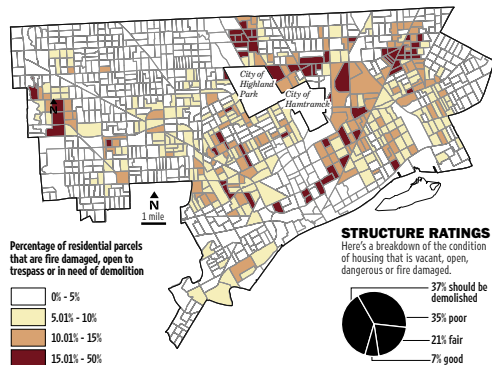 City of
Highland
Park
City of
Hamtramck
N
N
1 mile
Percentage of residential parcels
that are fire damaged, open to
trespass or in need of demolition
0% - 5%
5.01% - 10%
10.01% - 15%
15.01% - 50%
STRUCTURE RATINGS
Here's a breakdown of the condition
of housing that is vacant, open,
dangerous or fire damaged.
37% should be
demolished
35% poor
21% fair
7% good